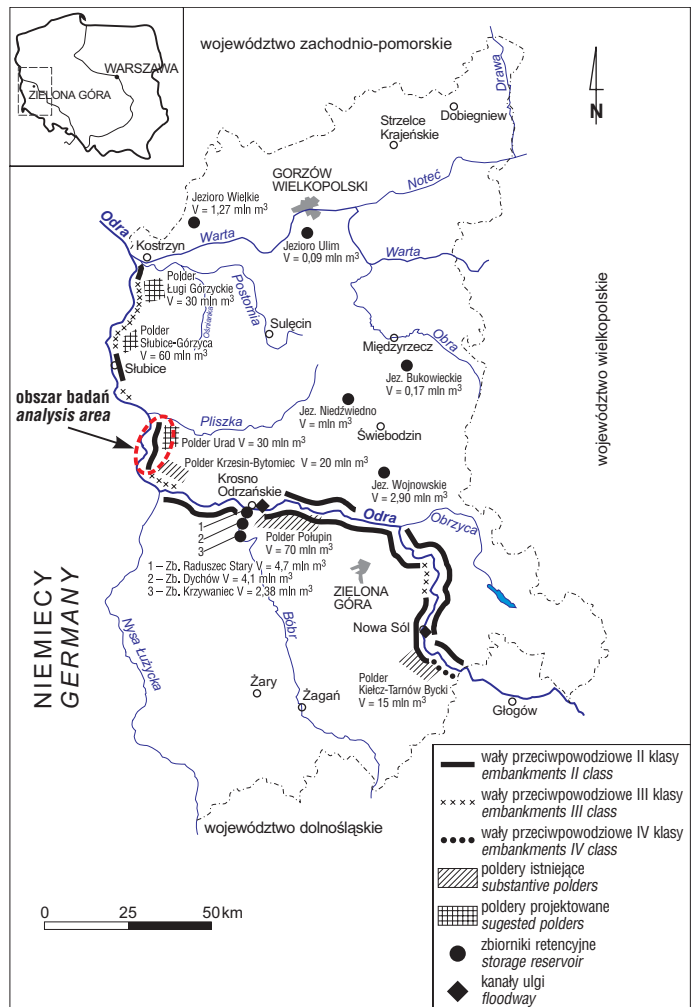 WARSZAWA
ZIELONA GÓRA
województwo zachodnio-pomorskie
N
Drawa
Dobiegniew
Strzelce
Krajeńskie
GORZÓW
WIELKOPOLSKI
Noteć
Jezioro Wielkie
V = 1,27 mln m³
Odra
Kostrzyn
Warta
Jezioro Ulim
V = 0,09 mln m³
Warta
Polder
Ługi Górzyckie
V = 30 mln m³
Ośnianka
Postomia
Sulęcin
Obra
Międzyrzecz
województwo wielkopolskie
Polder
Słubice-Górzyca
V = 60 mln m³
Słubice
Jez. Bukowieckie
V = 0,17 mln m³
obszar badań
analysis area
Pliszka
Jez. Niedźwiedno
V = mln m³
Świebodzin
Polder Urad V = 30 mln m³
Polder Krzesin-Bytomiec V = 20 mln m³
Jez. Wojnowskie
V = 2,90 mln m³
Krosno
Odrzańskie
Odra
Obrzyca
1
2
3
Polder Połupin
V = 70 mln m³
1 – Zb. Raduszec Stary V = 4,7 mln m³
2 – Zb. Dychów V = 4,1 mln m³
3 – Zb. Krzywaniec V = 2,38 mln m³
ZIELONA
GÓRA
NIEMIECY
GERMANY
Nysa Łużycka
Bóbr
Nowa Sól
Polder
Kiełcz-Tarnów Bycki
V = 15 mln m³
Żary
Żagań
Głogów
województwo dolnośląskie
wały przeciwpowodziowe II klasy
embankments II class
wały przeciwpowodziowe III klasy
embankments III class
wały przeciwpowodziowe IV klasy
embankments IV class
poldery istniejące
substantive polders
poldery projektowane
sugested polders
zbiorniki retencyjne
storage reservoir
kanały ulgi
floodway
0 25 50 km